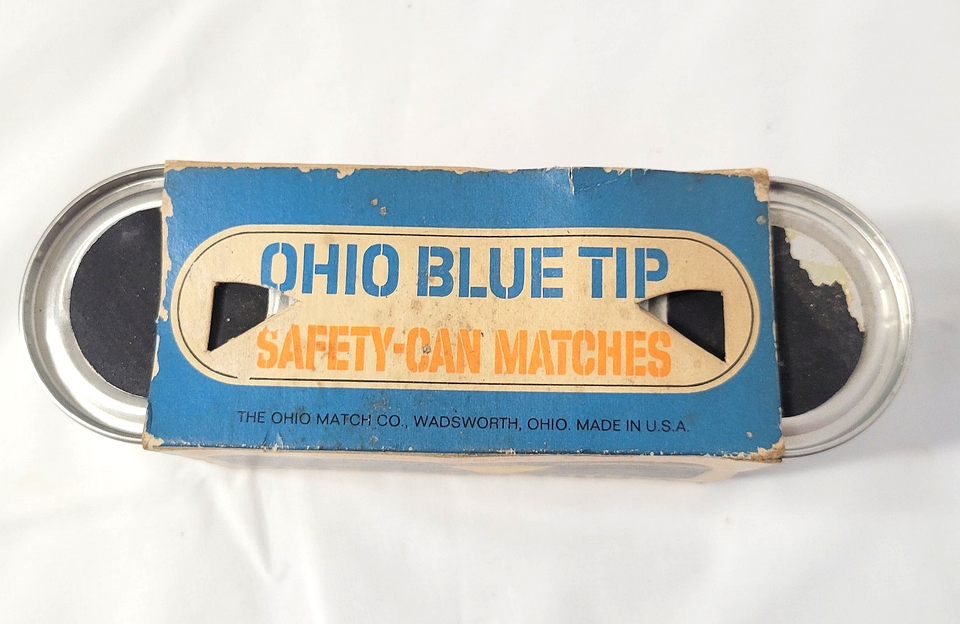 OHIO BLUE TIP
SAFETY-CAN MATCHES
THE OHIO MATCH CO., WADSWORTH, OHIO. MADE IN U.S.A.